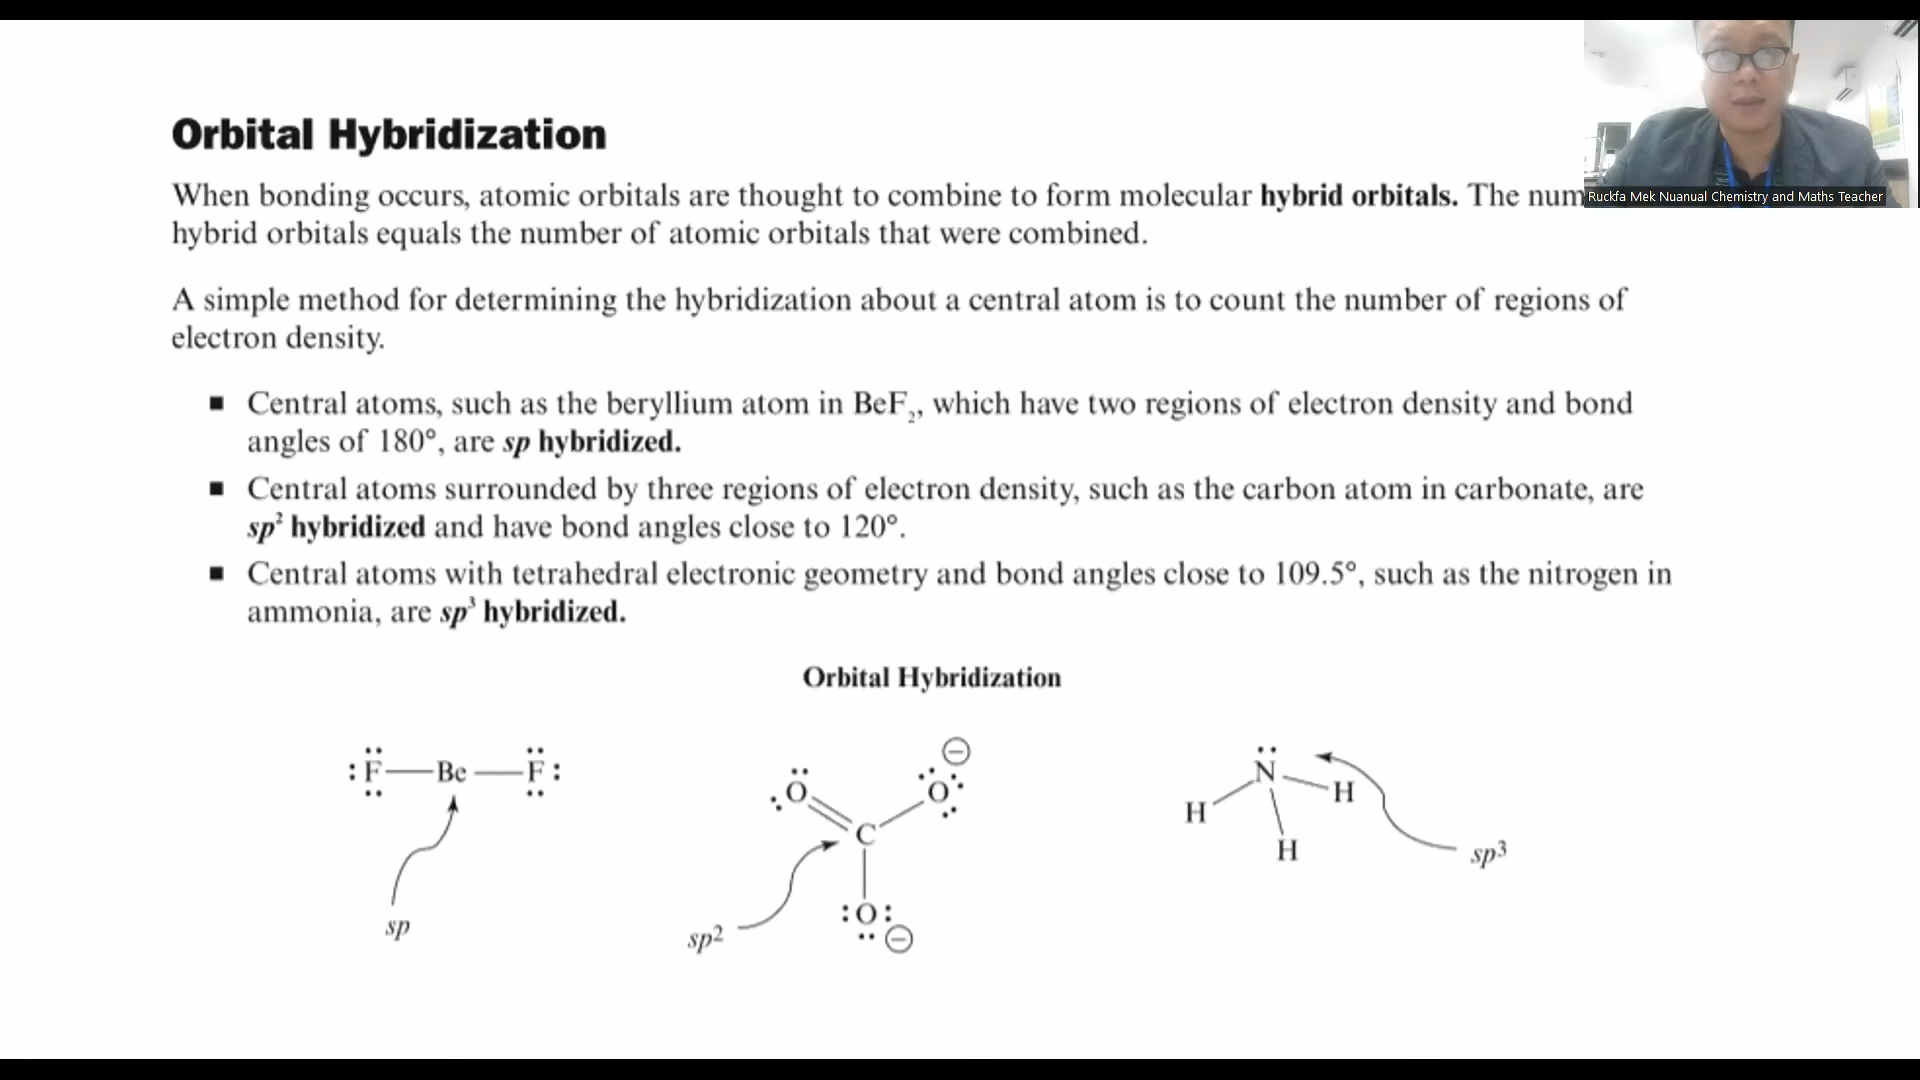 Orbital Hybridization
When bonding occurs, atomic orbitals are thought to combine to form molecular hybrid orbitals. The num
hybrid orbitals equals the number of atomic orbitals that were combined.
A simple method for determining the hybridization about a central atom is to count the number of regions of
electron density.
■ Central atoms, such as the beryllium atom in BeF₂, which have two regions of electron density and bond
angles of 180°, are sp hybridized.
■ Central atoms surrounded by three regions of electron density, such as the carbon atom in carbonate, are
sp² hybridized and have bond angles close to 120°.
■ Central atoms with tetrahedral electronic geometry and bond angles close to 109.5°, such as the nitrogen in
ammonia, are sp³ hybridized.
Orbital Hybridization
F Be F
sp
O O
C
O
sp²
N
H H
H
sp³
Ruckfa Mek Nuanual Chemistry and Maths Teacher